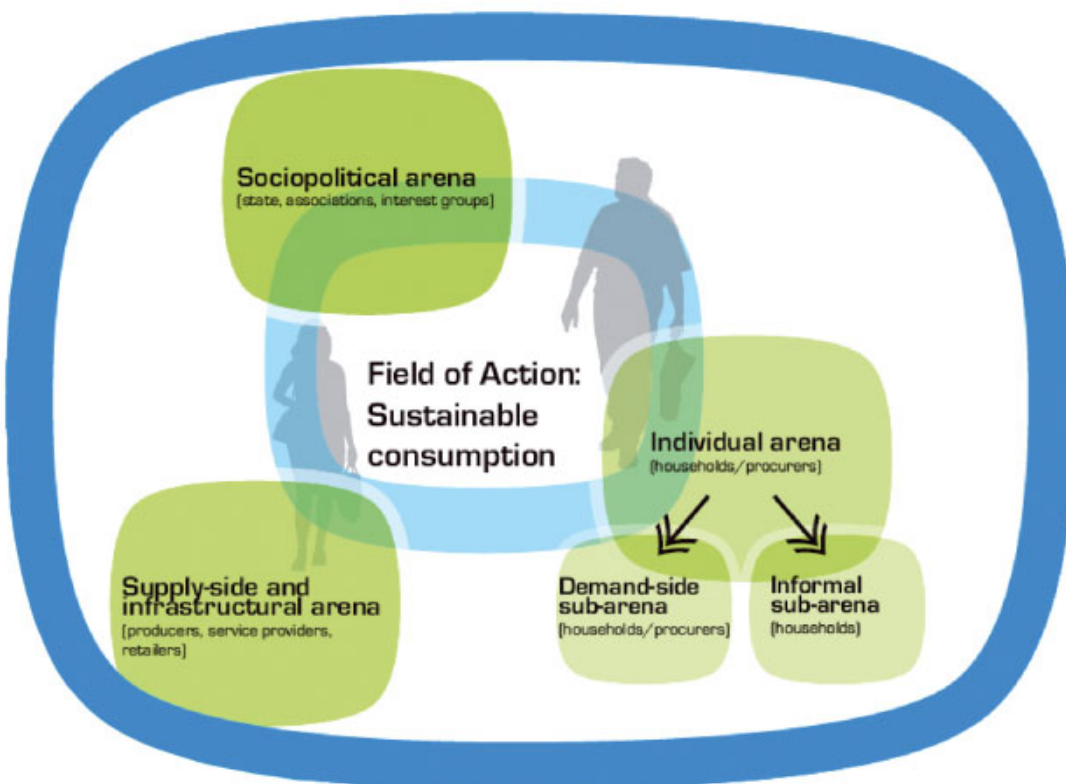 Sociopolitical arena
(state, associations, interest groups)
Field of Action:
Sustainable
consumption
Individual arena
(households/procurers)
Supply-side and
infrastructural arena
(producers, service providers,
retailers)
Demand-side
sub-arena
(households/procurers)
Informal
sub-arena
(households)